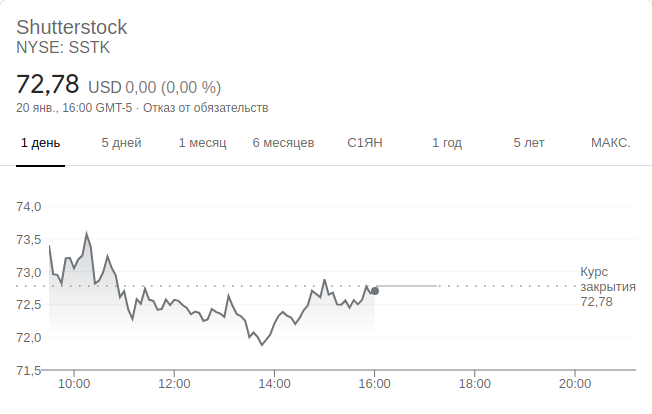 Shutterstock
NYSE: SSTK
72,78 USD 0,00 (0,00 %)
20 янв., 16:00 GMT-5 · Отказ от обязательств
1 день 5 дней 1 месяц 6 месяцев С1ЯН 1 год 5 лет МАКС.
74,0
73,5
73,0
72,5
72,0
71,5
Курс
закрытия
72,78
10:00 12:00 14:00 16:00 18:00 20:00